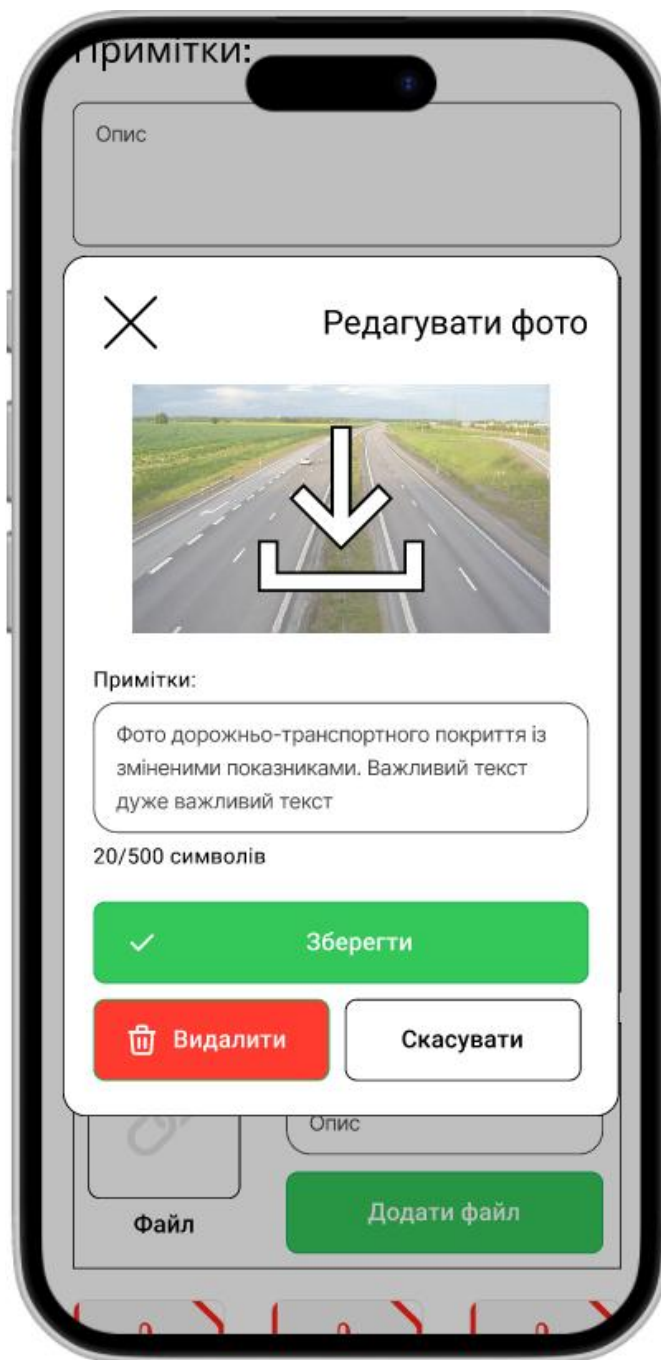 Примітки:
Опис
Редагувати фото
Примітки:
Фото дорожньо-транспортного покриття із
зміненими показниками. Важливий текст
дуже важливий текст
20/500 символів
Зберегти
Видалити
Скасувати
Опис
Файл
Додати файл